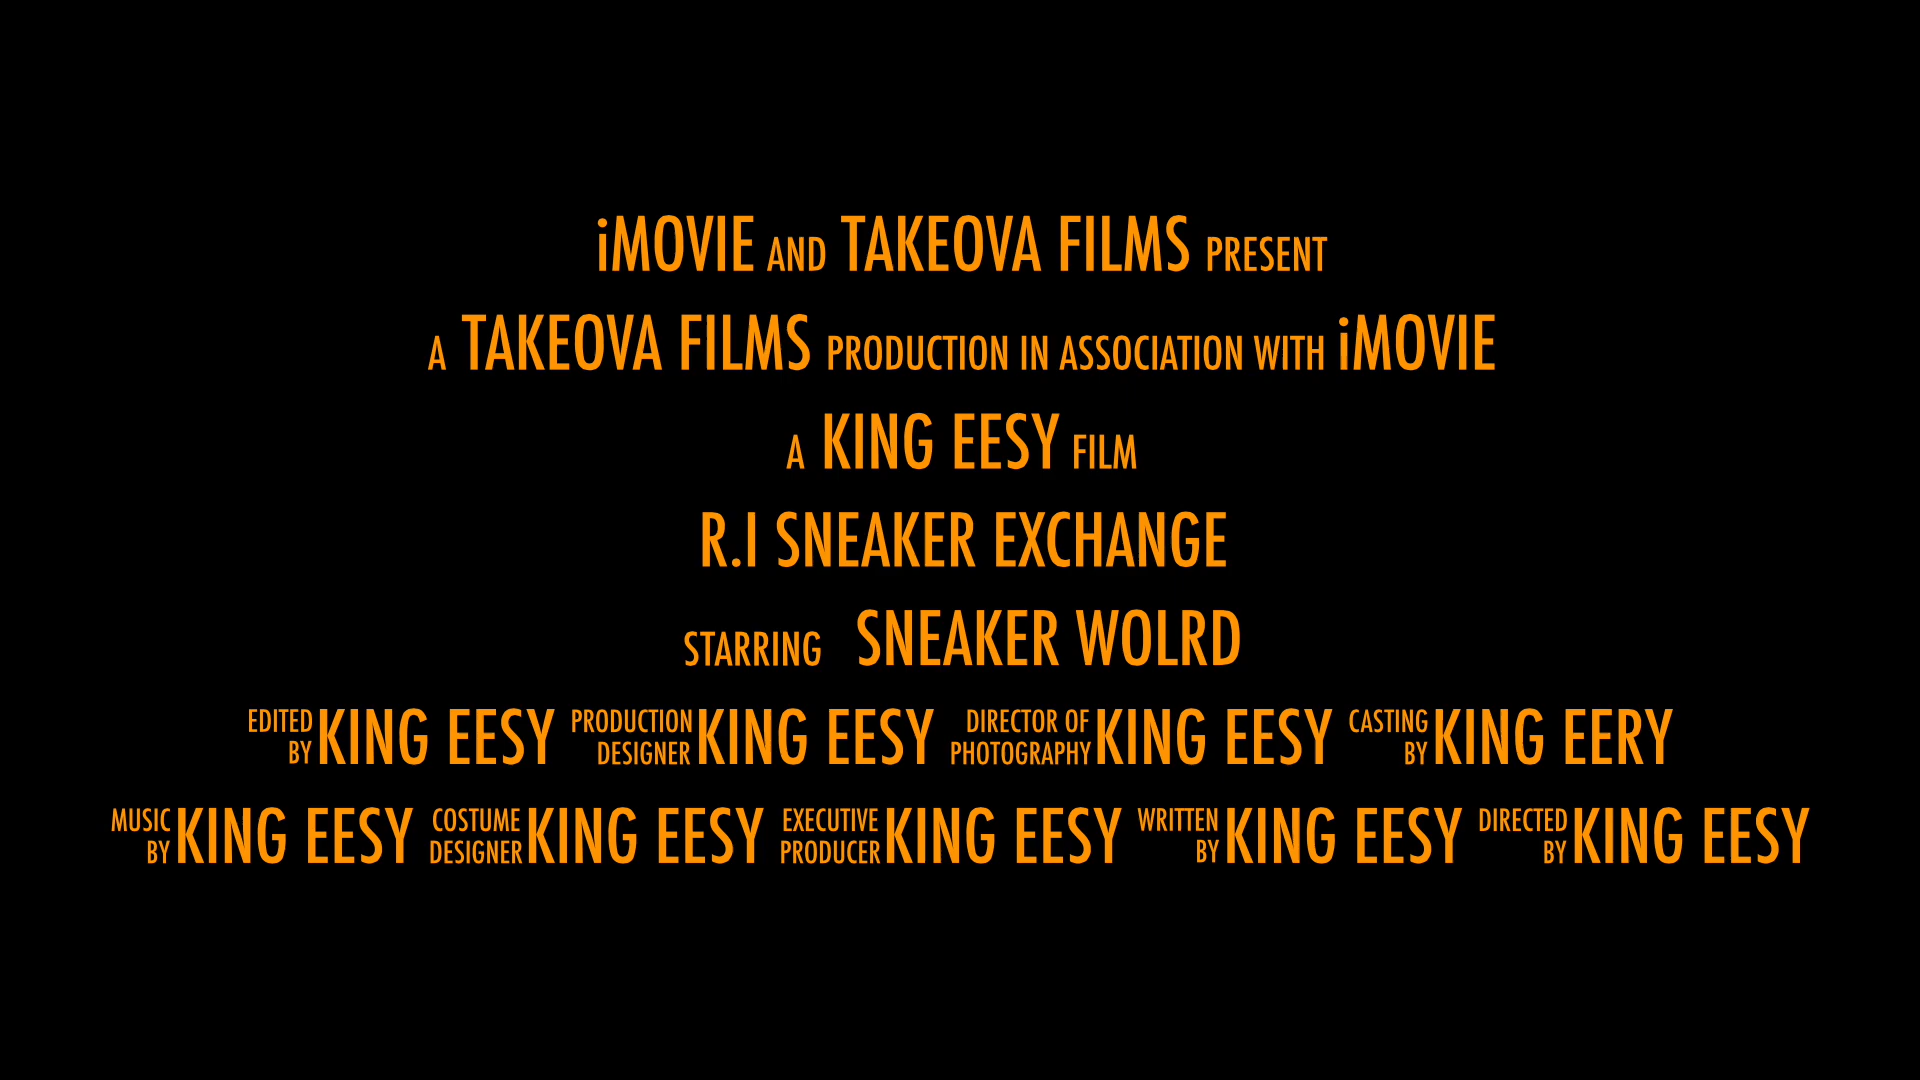 iMOVIE AND TAKEOVA FILMS PRESENT
A TAKEOVA FILMS PRODUCTION IN ASSOCIATION WITH iMOVIE
A KING EESY FILM
R.I SNEAKER EXCHANGE
STARRING SNEAKER WOLRD
EDITED BY KING EESY PRODUCTION DESIGNER KING EESY DIRECTOR OF PHOTOGRAPHY KING EESY CASTING BY KING EERY
MUSIC BY KING EESY COSTUME DESIGNER KING EESY EXECUTIVE PRODUCER KING EESY WRITTEN BY KING EESY DIRECTED BY KING EESY